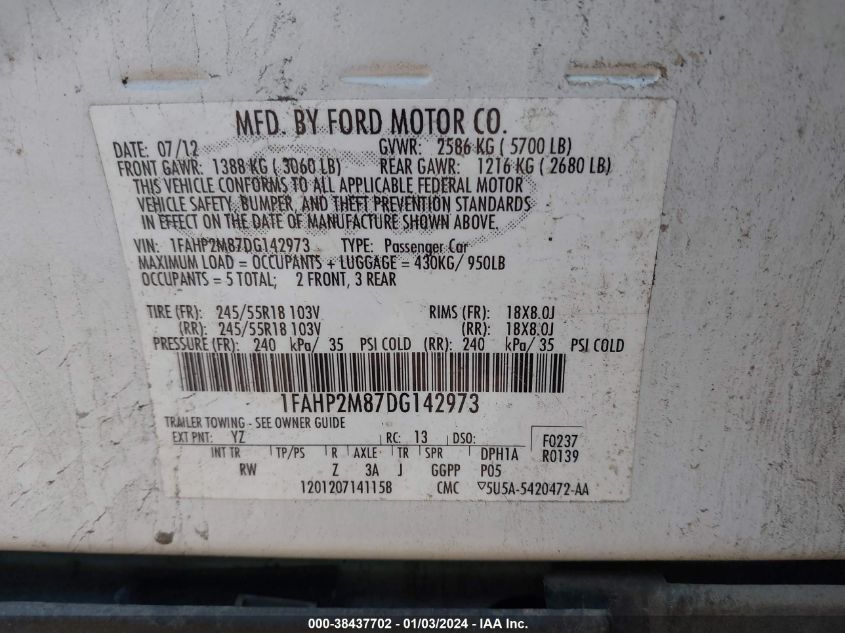 MFD. BY FORD MOTOR CO.
DATE: 07/12 GVWR: 2586 KG ( 5700 LB)
FRONT GAWR: 1388 KG ( 3060 LB) REAR GAWR: 1216 KG ( 2680 LB)
THIS VEHICLE CONFORMS TO ALL APPLICABLE FEDERAL MOTOR
VEHICLE SAFETY, BUMPER, AND THEFT PREVENTION STANDARDS
IN EFFECT ON THE DATE OF MANUFACTURE SHOWN ABOVE.
VIN: 1FAHP2M87DG142973 TYPE: Passenger Car
MAXIMUM LOAD = OCCUPANTS + LUGGAGE = 430KG/ 950LB
OCCUPANTS = 5 TOTAL; 2 FRONT, 3 REAR
TIRE (FR): 245/55R18 103V RIMS (FR): 18X8.0J
(RR): 245/55R18 103V (RR): 18X8.0J
PRESSURE (FR): 240 kPa/ 35 PSI COLD (RR): 240 kPa/ 35 PSI COLD
1FAHP2M87DG142973
TRAILER TOWING - SEE OWNER GUIDE
EXT PNT: YZ RC: 13 DSO: F0237
INT TR TP/PS R AXLE TR SPR DPH1A R0139
RW Z 3A J GGPP P05
120120714115B CMC 5U5A-5420472-AA
000-38437702 - 01/03/2024 - IAA Inc.